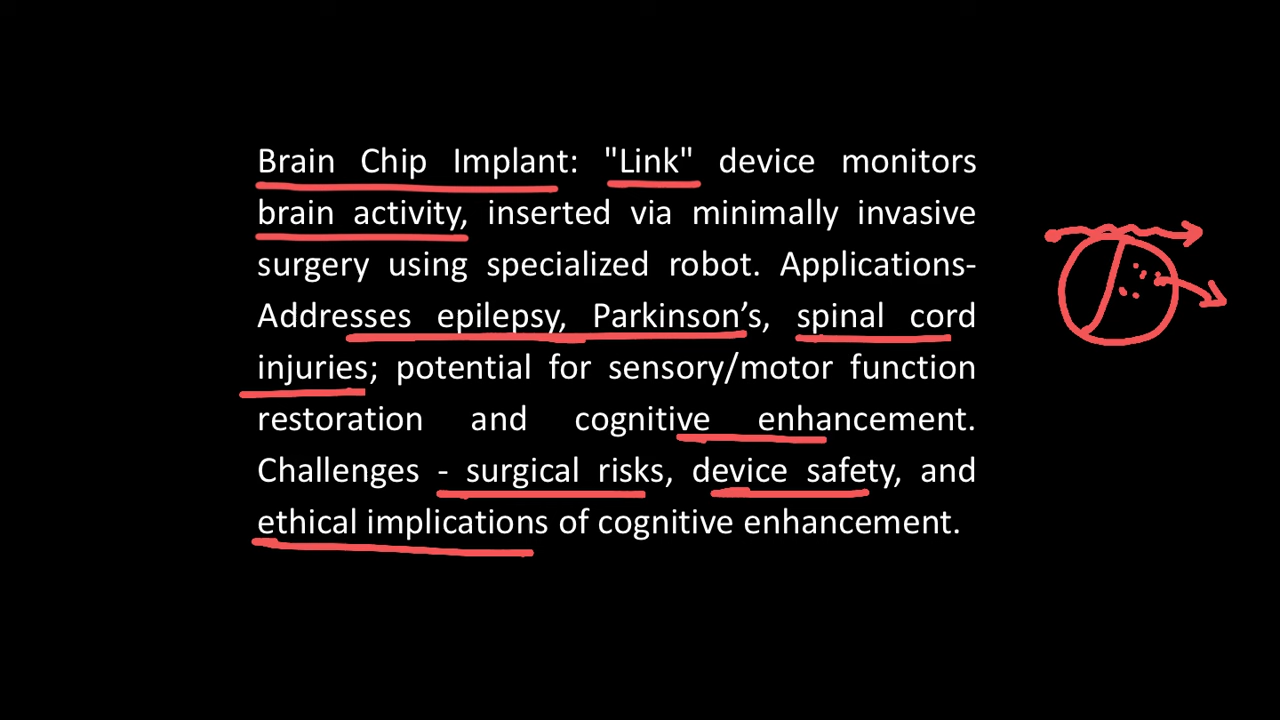 Brain Chip Implant: "Link" device monitors
brain activity, inserted via minimally invasive
surgery using specialized robot. Applications-
Addresses epilepsy, Parkinson’s, spinal cord
injuries; potential for sensory/motor function
restoration and cognitive enhancement.
Challenges - surgical risks, device safety, and
ethical implications of cognitive enhancement.